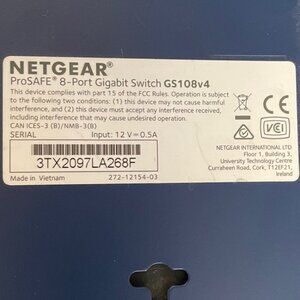 NETGEAR®
ProSAFE® 8-Port Gigabit Switch GS108v4
This device complies with part 15 of the FCC Rules. Operation is
subject to the following two conditions: (1) this device may not cause harmful
interference, and (2) this device must accept any interference
received, including interference that may cause undesired operation.
CAN ICES-3 (B)/NMB-3(B)
SERIAL
Input: 12 V ⎓ 0.5A
3TX2097LA268F
Made in Vietnam
272-12154-03
CE
VCI
NETGEAR INTERNATIONAL LTD
Floor 1, Building 3,
University Technology Centre
Curraheen Road, Cork, T12EF21,
Ireland